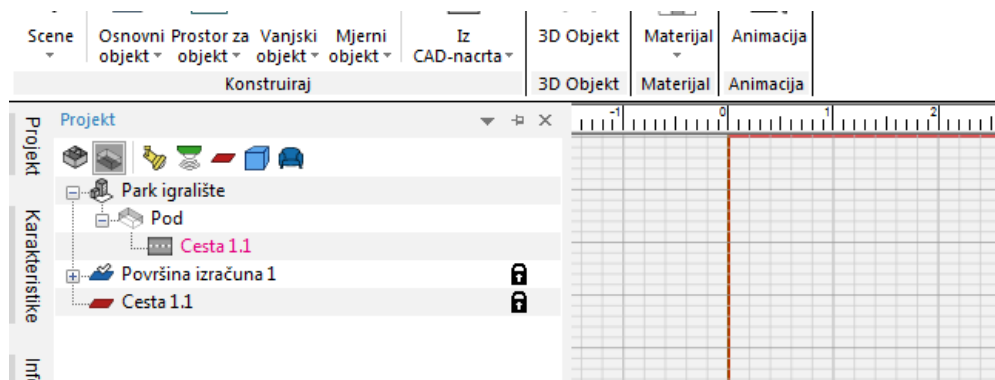 Scene Osnovni Prostor za Vanjski Mjerni Iz 3D Objekt Materijal Animacija
objekt objekt objekt objekt CAD-nacrta
Konstruiraj 3D Objekt Materijal Animacija
Projekt
-1 0 1 2
Projekt
Park igralište
Pod
Karakteristike
Cesta 1.1
Površina izračuna 1
Cesta 1.1